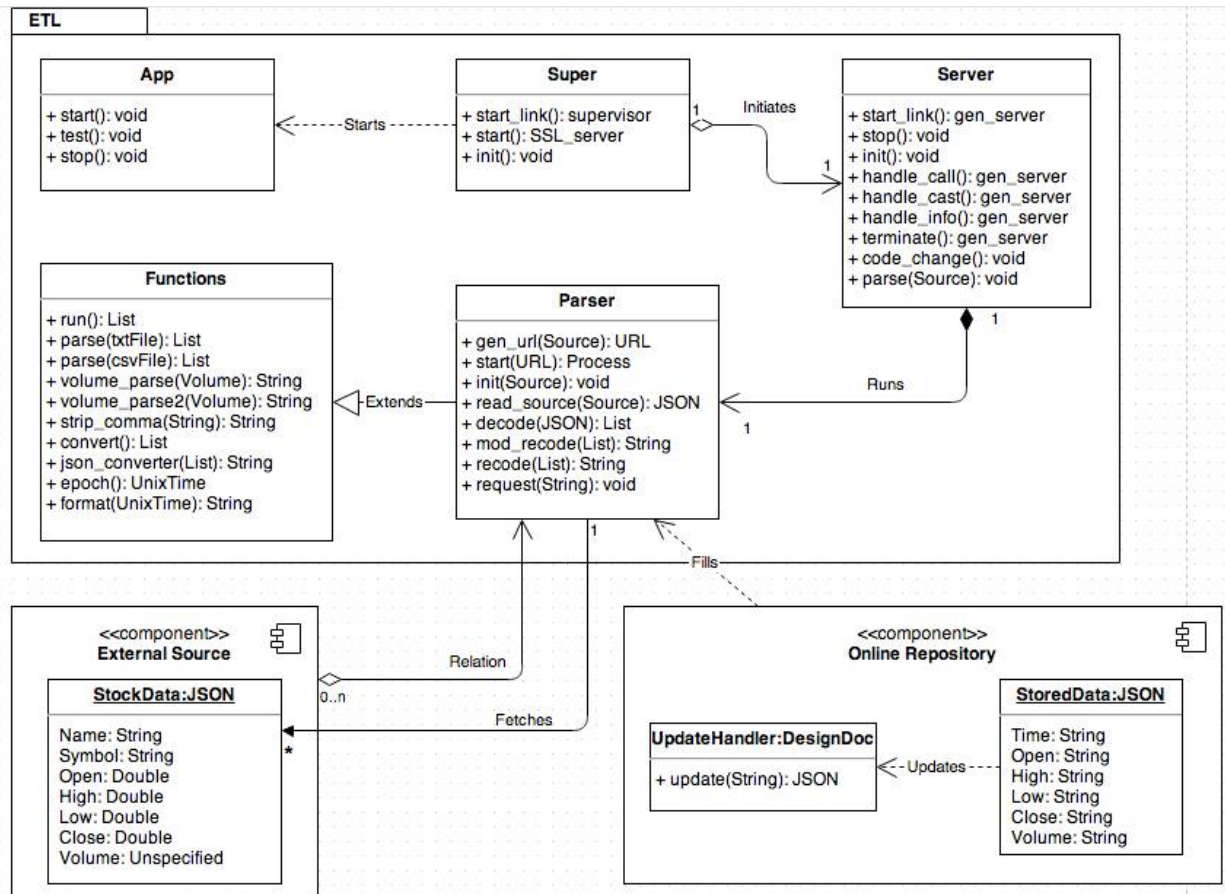 ETL
App
+ start(): void
+ test(): void
+ stop(): void
Starts
Super
+ start_link(): supervisor
+ start(): SSL_server
+ init(): void
1
Initiates
1
Server
+ start_link(): gen_server
+ stop(): void
+ init(): void
+ handle_call(): gen_server
+ handle_cast(): gen_server
+ handle_info(): gen_server
+ terminate(): gen_server
+ code_change(): void
+ parse(Source): void
Functions
+ run(): List
+ parse(txtFile): List
+ parse(csvFile): List
+ volume_parse(Volume): String
+ volume_parse2(Volume): String
+ strip_comma(String): String
+ convert(): List
+ json_converter(List): String
+ epoch(): UnixTime
+ format(UnixTime): String
Extends
Parser
+ gen_url(Source): URL
+ start(URL): Process
+ init(Source): void
+ read_source(Source): JSON
+ decode(JSON): List
+ mod_recode(List): String
+ recode(List): String
+ request(String): void
1
Runs
1
1
Fills
<<component>>
External Source
StockData:JSON
Name: String
Symbol: String
Open: Double
High: Double
Low: Double
Close: Double
Volume: Unspecified
Relation
0..n
Fetches
*
<<component>>
Online Repository
UpdateHandler:DesignDoc
+ update(String): JSON
Updates
StoredData:JSON
Time: String
Open: String
High: String
Low: String
Close: String
Volume: String